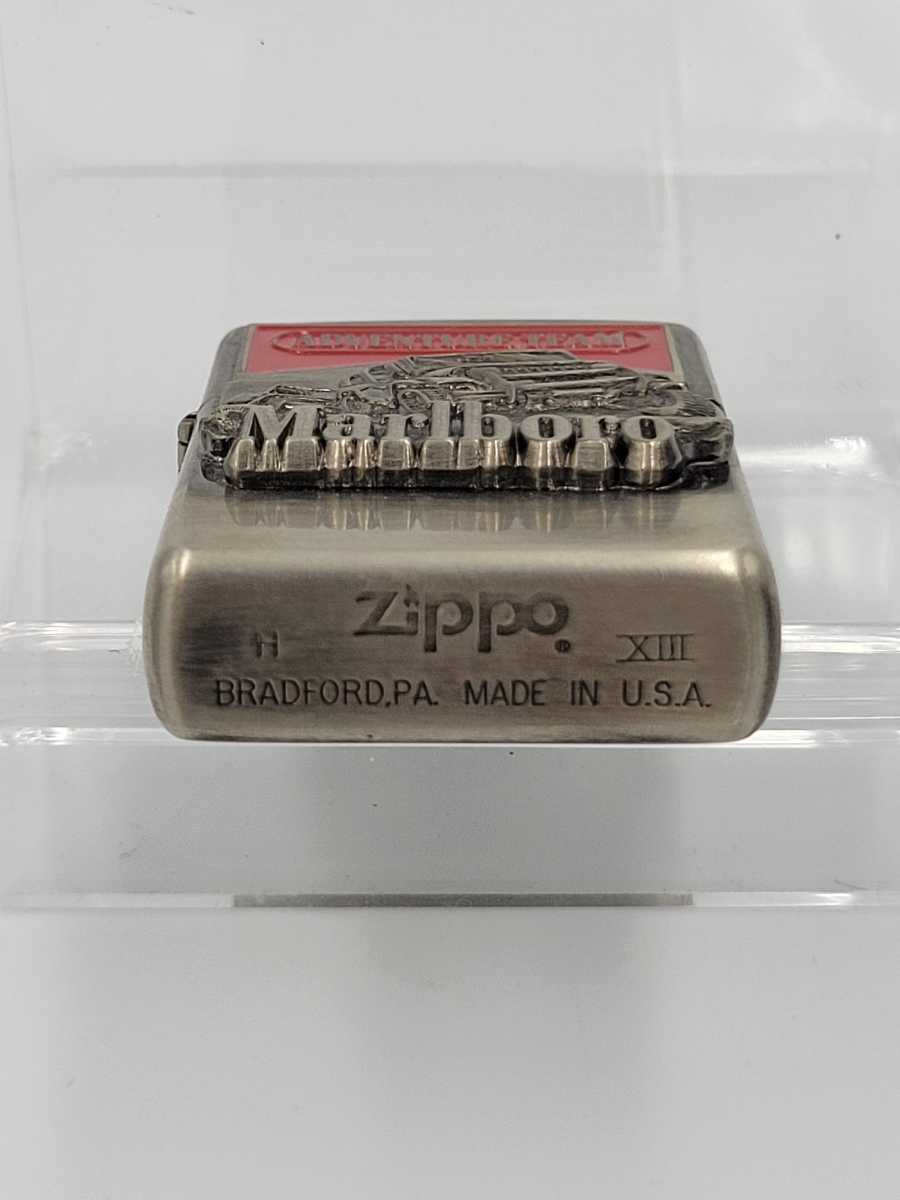 ADVENTURE TEAM
Marlboro
Zippo®
H XIII
BRADFORD,PA. MADE IN U.S.A.